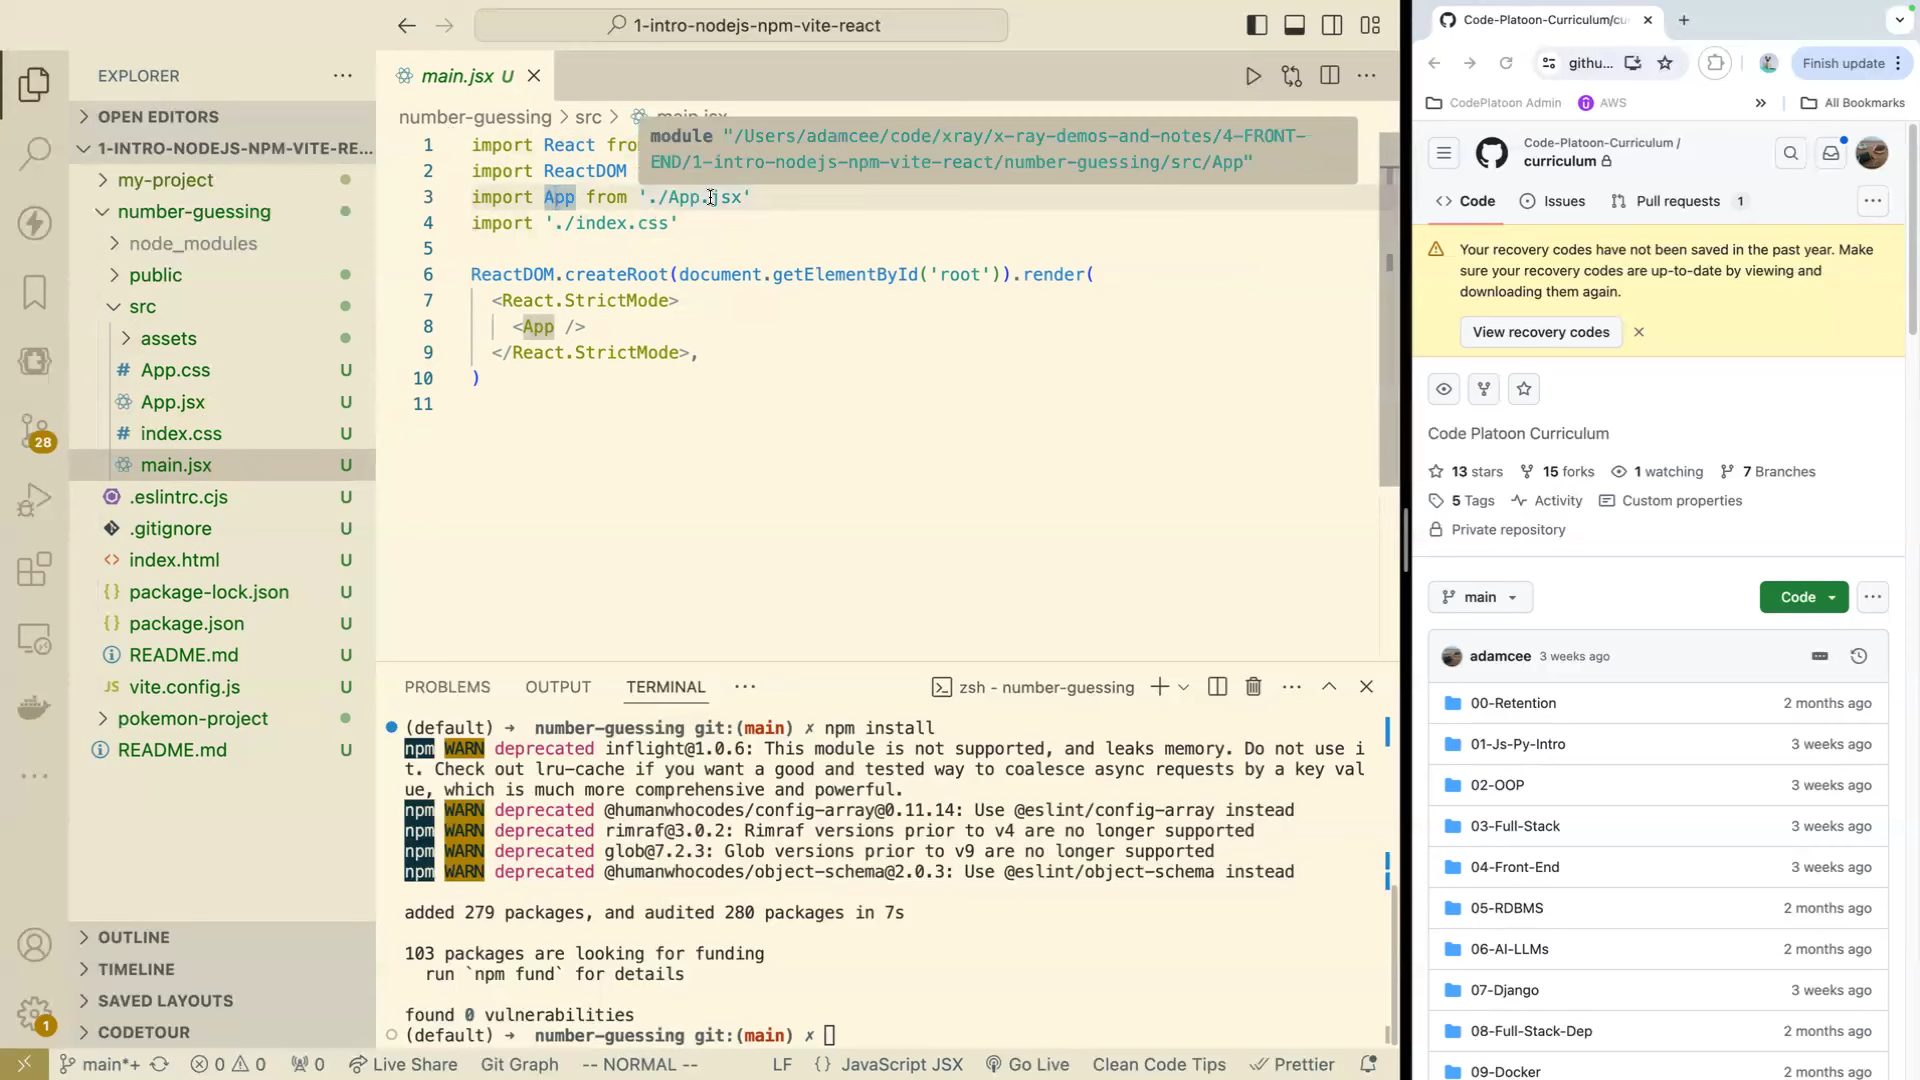 1-intro-nodejs-npm-vite-react
EXPLORER
OPEN EDITORS
1-INTRO-NODEJS-NPM-VITE-RE...
my-project
number-guessing
node_modules
public
src
assets
# App.css U
App.jsx U
# index.css U
main.jsx U
.eslintrc.cjs U
.gitignore U
<> index.html U
{} package-lock.json U
{} package.json U
README.md U
JS vite.config.js U
pokemon-project
README.md
OUTLINE
TIMELINE
SAVED LAYOUTS
CODETOUR
28
1
main.jsx U
number-guessing > src > main.jsx
module "/Users/adamcee/code/xray/x-ray-demos-and-notes/4-FRONT-
END/1-intro-nodejs-npm-vite-react/number-guessing/src/App"
1 import React fro
2 import ReactDOM
3 import App from './App.jsx'
4 import './index.css'
5
6 ReactDOM.createRoot(document.getElementById('root')).render(
7 <React.StrictMode>
8 <App />
9 </React.StrictMode>,
10 )
11
PROBLEMS OUTPUT TERMINAL ...
zsh - number-guessing
(default) → number-guessing git:(main) ✗ npm install
npm WARN deprecated inflight@1.0.6: This module is not supported, and leaks memory. Do not use i
t. Check out lru-cache if you want a good and tested way to coalesce async requests by a key val
ue, which is much more comprehensive and powerful.
npm WARN deprecated @humanwhocodes/config-array@0.11.14: Use @eslint/config-array instead
npm WARN deprecated rimraf@3.0.2: Rimraf versions prior to v4 are no longer supported
npm WARN deprecated glob@7.2.3: Glob versions prior to v9 are no longer supported
npm WARN deprecated @humanwhocodes/object-schema@2.0.3: Use @eslint/object-schema instead
added 279 packages, and audited 280 packages in 7s
103 packages are looking for funding
run `npm fund` for details
found 0 vulnerabilities
(default) → number-guessing git:(main) ✗
main*+ 0 0 0 Live Share Git Graph -- NORMAL -- LF {} JavaScript JSX Go Live Clean Code Tips Prettier
Code-Platoon-Curriculum/cu
githu... Finish update
CodePlatoon Admin AWS » All Bookmarks
Code-Platoon-Curriculum /
curriculum
Code Issues Pull requests 1 ...
Your recovery codes have not been saved in the past year. Make
sure your recovery codes are up-to-date by viewing and
downloading them again.
View recovery codes
Code Platoon Curriculum
13 stars 15 forks 1 watching 7 Branches
5 Tags Activity Custom properties
Private repository
main Code ...
adamcee 3 weeks ago
00-Retention 2 months ago
01-Js-Py-Intro 3 weeks ago
02-OOP 2 months ago
03-Full-Stack 3 weeks ago
04-Front-End 2 months ago
05-RDBMS 2 months ago
06-AI-LLMs 2 months ago
07-Django 3 weeks ago
08-Full-Stack-Dep 2 months ago
09-Docker 2 months ago